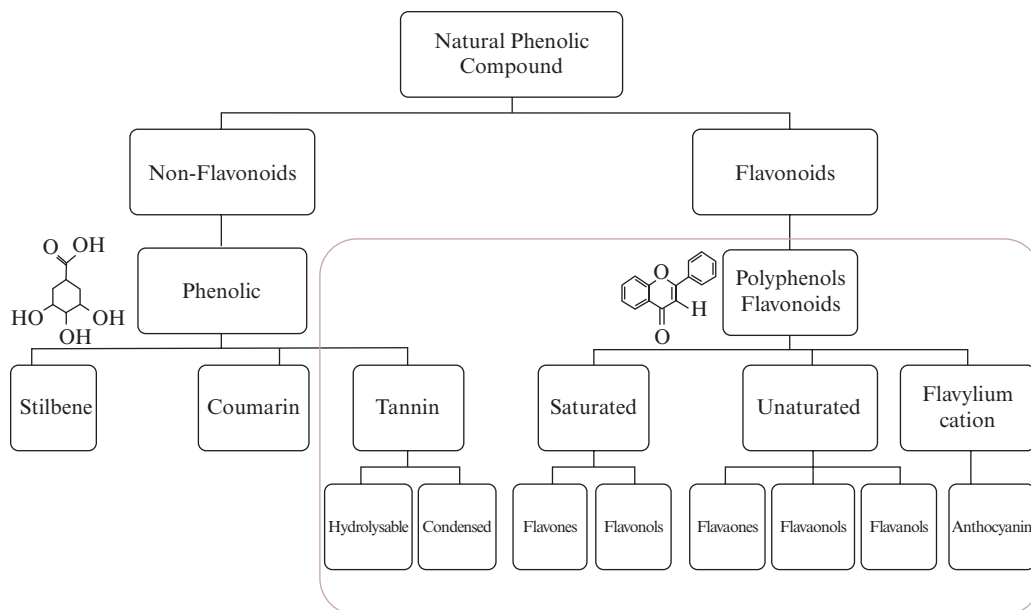 Natural Phenolic
Compound
Non-Flavonoids
Flavonoids
O
OH
HO
OH
OH
Phenolic
O
H
O
Polyphenols
Flavonoids
Stilbene
Coumarin
Tannin
Saturated
Unaturated
Flavylium
cation
Hydrolysable
Condensed
Flavones
Flavonols
Flavaones
Flavaonols
Flavanols
Anthocyanin